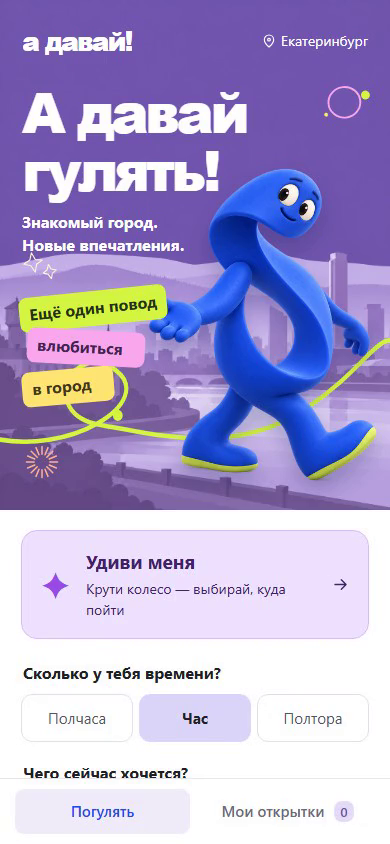 а давай!
Екатеринбург
А давай
гулять!
Знакомый город.
Новые впечатления.
Ещё один повод
влюбиться
в город
Удиви меня
Крути колесо — выбирай, куда
пойти
Сколько у тебя времени?
Полчаса
Час
Полтора
Чего сейчас хочется?
Погулять
Мои открытки 0